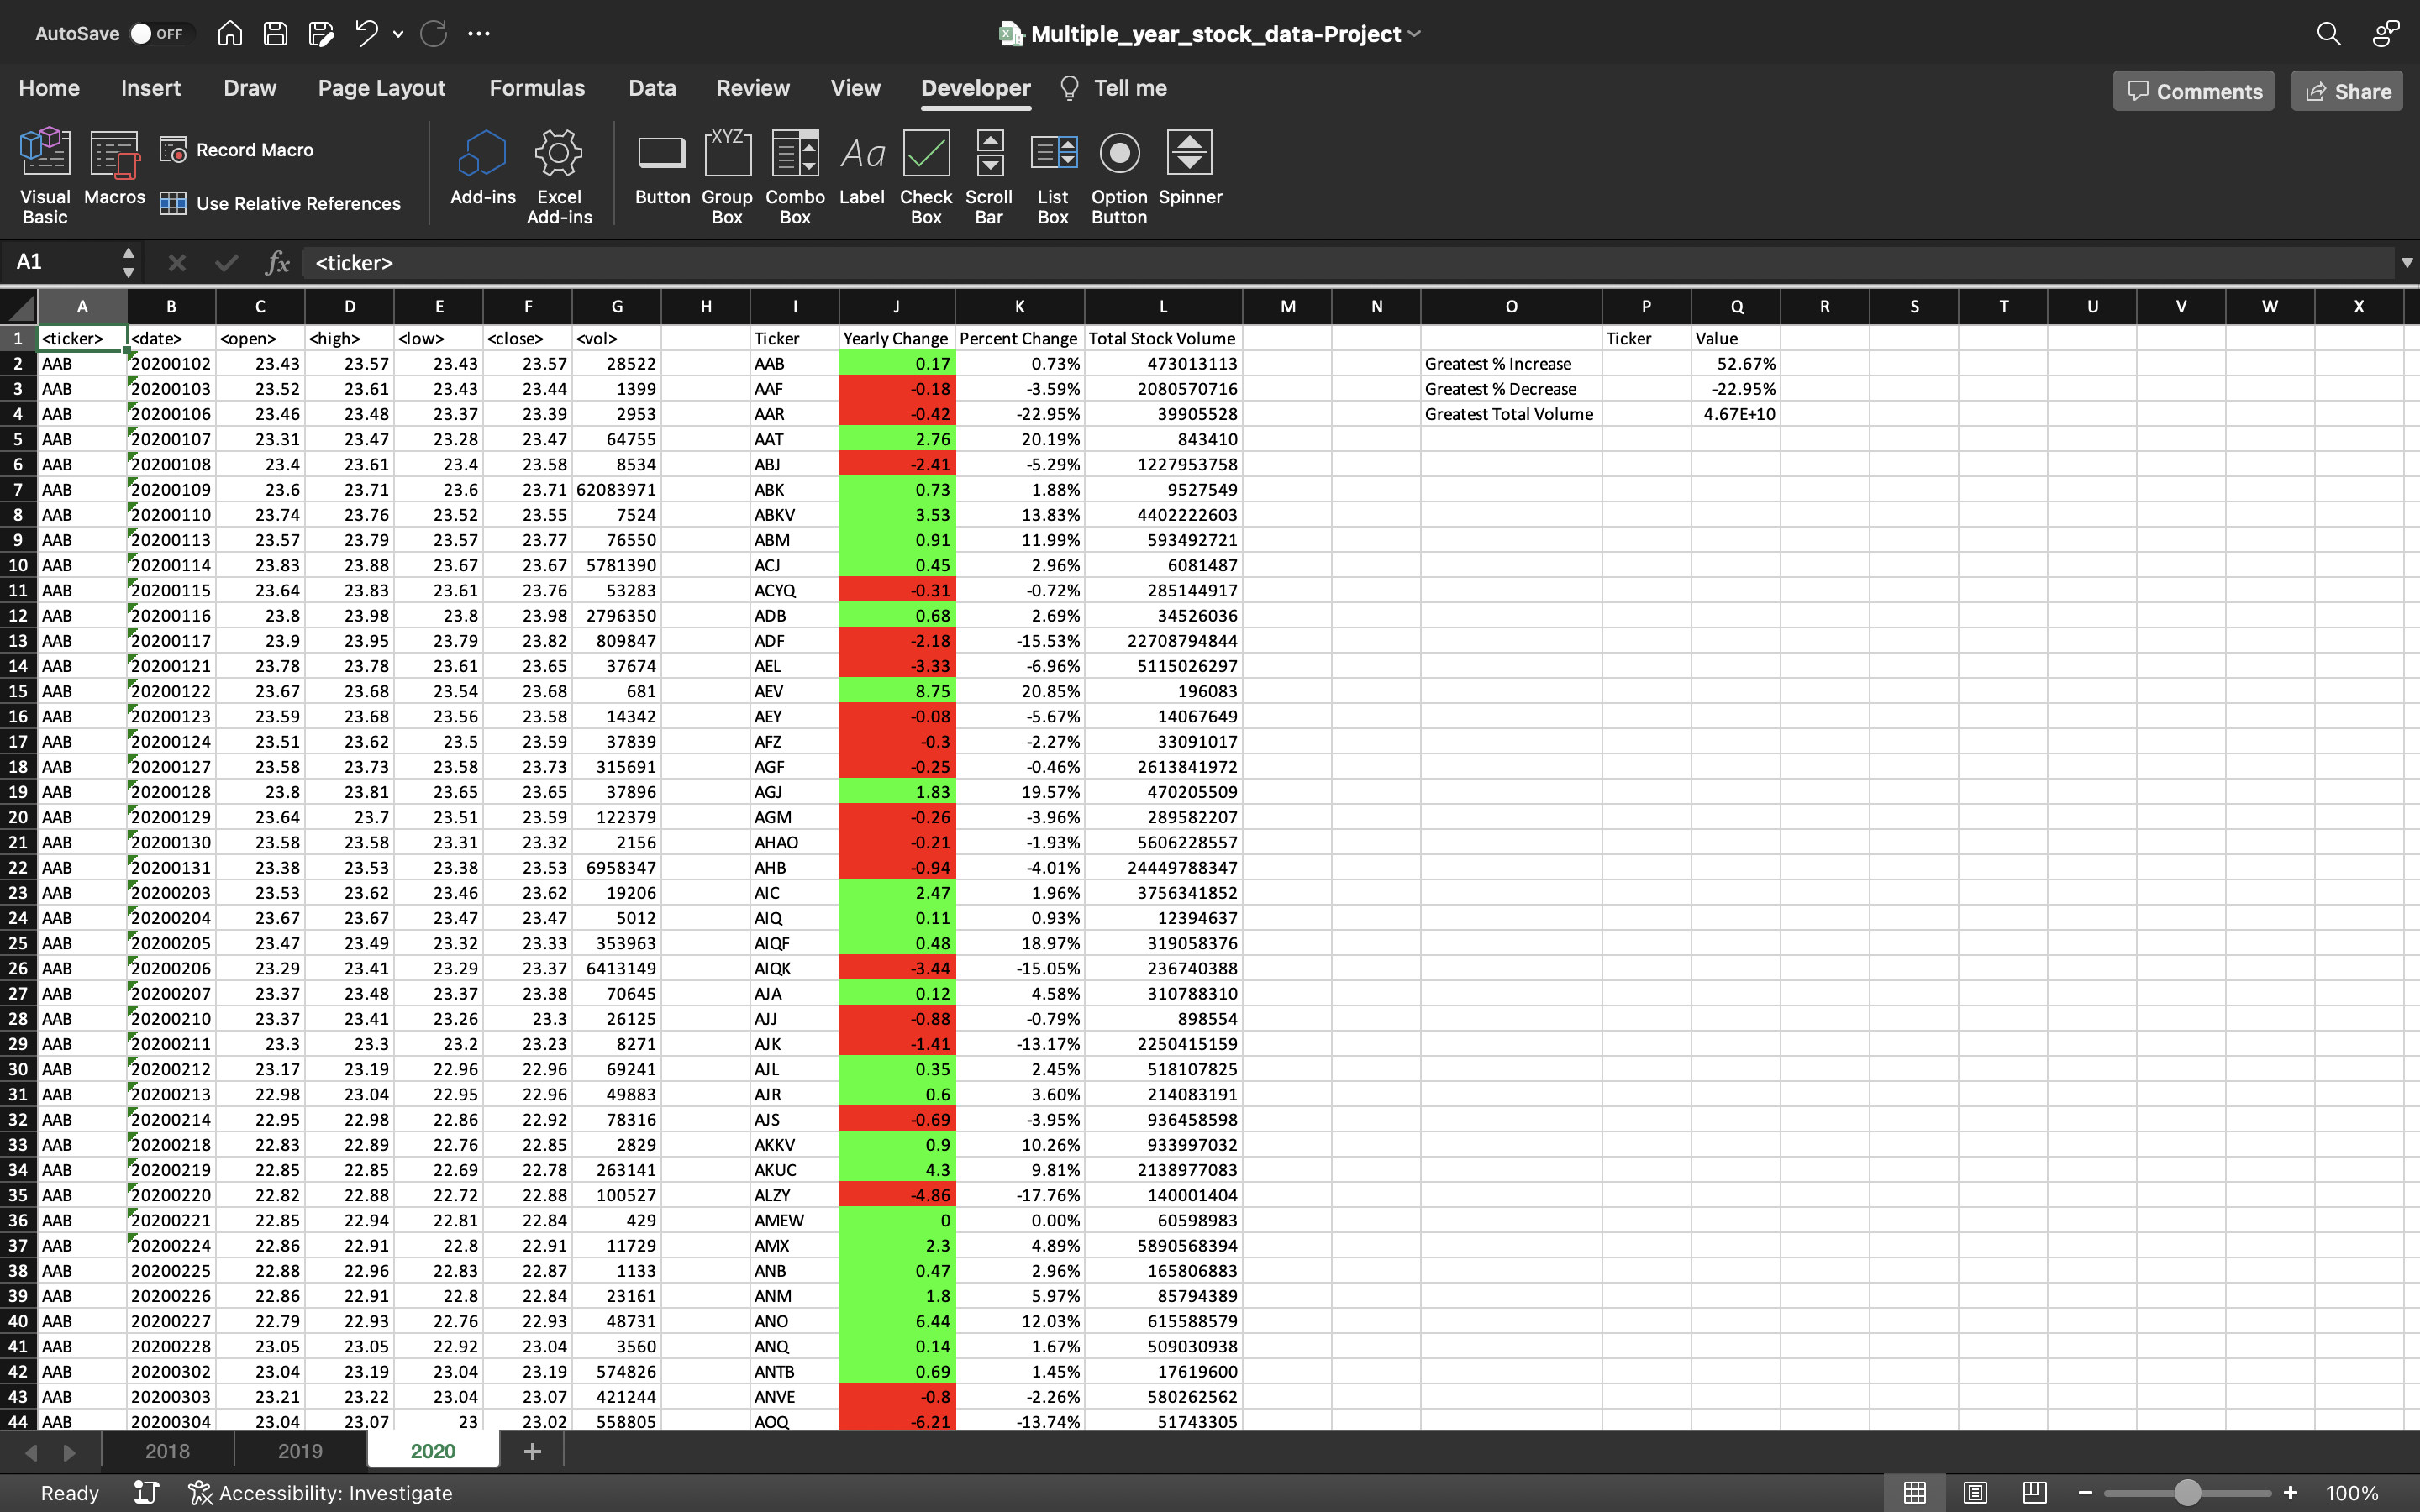 AutoSave OFF Multiple_year_stock_data-Project
Home Insert Draw Page Layout Formulas Data Review View Developer Tell me Comments Share
Visual Basic Macros Record Macro Use Relative References Add-ins Excel Add-ins Button Group Box Combo Box Label Check Box Scroll Bar List Box Option Button Spinner
A1 fx <ticker>
A B C D E F G H I J K L M N O P Q R S T U V W X
1 <ticker> <date> <open> <high> <low> <close> <vol> Ticker Yearly Change Percent Change Total Stock Volume Ticker Value
2 AAB 20200102 23.43 23.57 23.43 23.57 28522 AAB 0.17 0.73% 473013113 Greatest % Increase 52.67%
3 AAB 20200103 23.52 23.61 23.43 23.44 1399 AAF -0.18 -3.59% 2080570716 Greatest % Decrease -22.95%
4 AAB 20200106 23.46 23.48 23.37 23.39 2953 AAR -0.42 -22.95% 39905528 Greatest Total Volume 4.67E+10
5 AAB 20200107 23.31 23.47 23.28 23.47 64755 AAT 2.76 20.19% 843410
6 AAB 20200108 23.4 23.61 23.4 23.58 8534 ABJ -2.41 -5.29% 1227953758
7 AAB 20200109 23.6 23.71 23.6 23.71 62083971 ABK 0.73 1.88% 9527549
8 AAB 20200110 23.74 23.76 23.52 23.55 7524 ABKV 3.53 13.83% 4402222603
9 AAB 20200113 23.57 23.79 23.57 23.77 76550 ABM 0.91 11.99% 593492721
10 AAB 20200114 23.83 23.88 23.67 23.67 5781390 ACJ 0.45 2.96% 6081487
11 AAB 20200115 23.64 23.83 23.61 23.76 53283 ACYQ -0.31 -0.72% 285144917
12 AAB 20200116 23.8 23.98 23.8 23.98 2796350 ADB 0.68 2.69% 34526036
13 AAB 20200117 23.9 23.95 23.79 23.82 809847 ADF -2.18 -15.53% 22708794844
14 AAB 20200121 23.78 23.78 23.61 23.65 37674 AEL -3.33 -6.96% 5115026297
15 AAB 20200122 23.67 23.68 23.54 23.68 681 AEV 8.75 20.85% 196083
16 AAB 20200123 23.59 23.68 23.56 23.58 14342 AEY -0.08 -5.67% 14067649
17 AAB 20200124 23.51 23.62 23.5 23.59 37839 AFZ -0.3 -2.27% 33091017
18 AAB 20200127 23.58 23.73 23.58 23.73 315691 AGF -0.25 -0.46% 2613841972
19 AAB 20200128 23.8 23.81 23.65 23.65 37896 AGJ 1.83 19.57% 470205509
20 AAB 20200129 23.64 23.7 23.51 23.59 122379 AGM -0.26 -3.96% 289582207
21 AAB 20200130 23.58 23.58 23.31 23.32 2156 AHAO -0.21 -1.93% 5606228557
22 AAB 20200131 23.38 23.53 23.38 23.53 6958347 AHB -0.94 -4.01% 24449788347
23 AAB 20200203 23.53 23.62 23.46 23.62 19206 AIC 2.47 1.96% 3756341852
24 AAB 20200204 23.67 23.67 23.47 23.47 5012 AIQ 0.11 0.93% 12394637
25 AAB 20200205 23.47 23.49 23.32 23.33 353963 AIQF 0.48 18.97% 319058376
26 AAB 20200206 23.29 23.41 23.29 23.37 6413149 AIQK -3.44 -15.05% 236740388
27 AAB 20200207 23.37 23.48 23.37 23.38 70645 AJA 0.12 4.58% 310788310
28 AAB 20200210 23.37 23.41 23.26 23.3 26125 AJJ -0.88 -0.79% 898554
29 AAB 20200211 23.3 23.3 23.2 23.23 8271 AJK -1.41 -13.17% 2250415159
30 AAB 20200212 23.17 23.19 22.96 22.96 69241 AJL 0.35 2.45% 518107825
31 AAB 20200213 22.98 23.04 22.95 22.96 49883 AJR 0.6 3.60% 214083191
32 AAB 20200214 22.95 22.98 22.86 22.92 78316 AJS -0.69 -3.95% 936458598
33 AAB 20200218 22.83 22.89 22.76 22.85 2829 AKKV 0.9 10.26% 933997032
34 AAB 20200219 22.85 22.85 22.69 22.78 263141 AKUC 4.3 9.81% 2138977083
35 AAB 20200220 22.82 22.88 22.72 22.88 100527 ALZY -4.86 -17.76% 140001404
36 AAB 20200221 22.85 22.94 22.81 22.84 429 AMEW 0 0.00% 60598983
37 AAB 20200224 22.86 22.91 22.8 22.91 11729 AMX 2.3 4.89% 5890568394
38 AAB 20200225 22.88 22.96 22.83 22.87 1133 ANB 0.47 2.96% 165806883
39 AAB 20200226 22.86 22.91 22.8 22.84 23161 ANM 1.8 5.97% 85794389
40 AAB 20200227 22.79 22.93 22.76 22.93 48731 ANO 6.44 12.03% 615588579
41 AAB 20200228 23.05 23.05 22.92 23.04 3560 ANQ 0.14 1.67% 509030938
42 AAB 20200302 23.04 23.19 23.04 23.19 574826 ANTB 0.69 1.45% 17619600
43 AAB 20200303 23.21 23.22 23.04 23.07 421244 ANVE -0.8 -2.26% 580262562
44 AAB 20200304 23.04 23.07 23 23.02 558805 AOQ -6.21 -13.74% 51743305
2018 2019 2020
Ready Accessibility: Investigate 100%